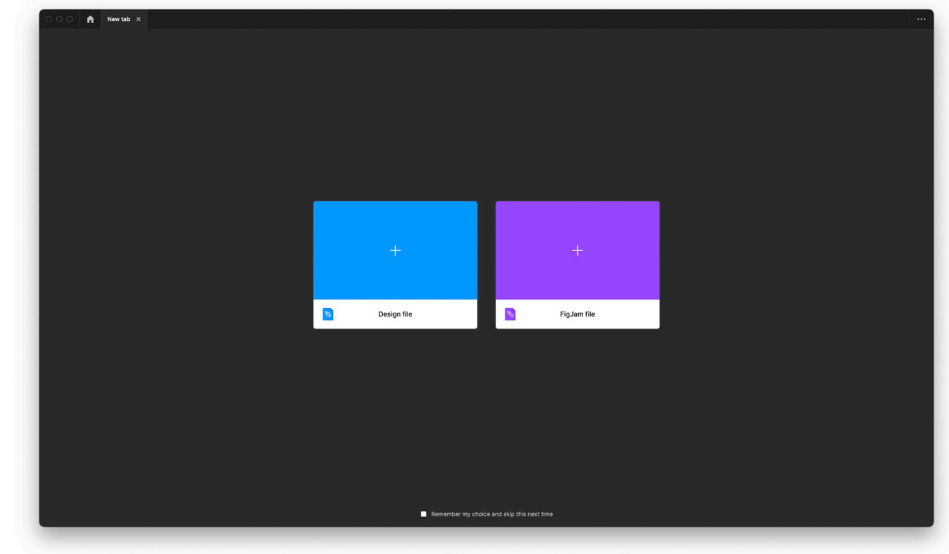 New tab
Design file
FigJam file
Remember my choice and skip this next time